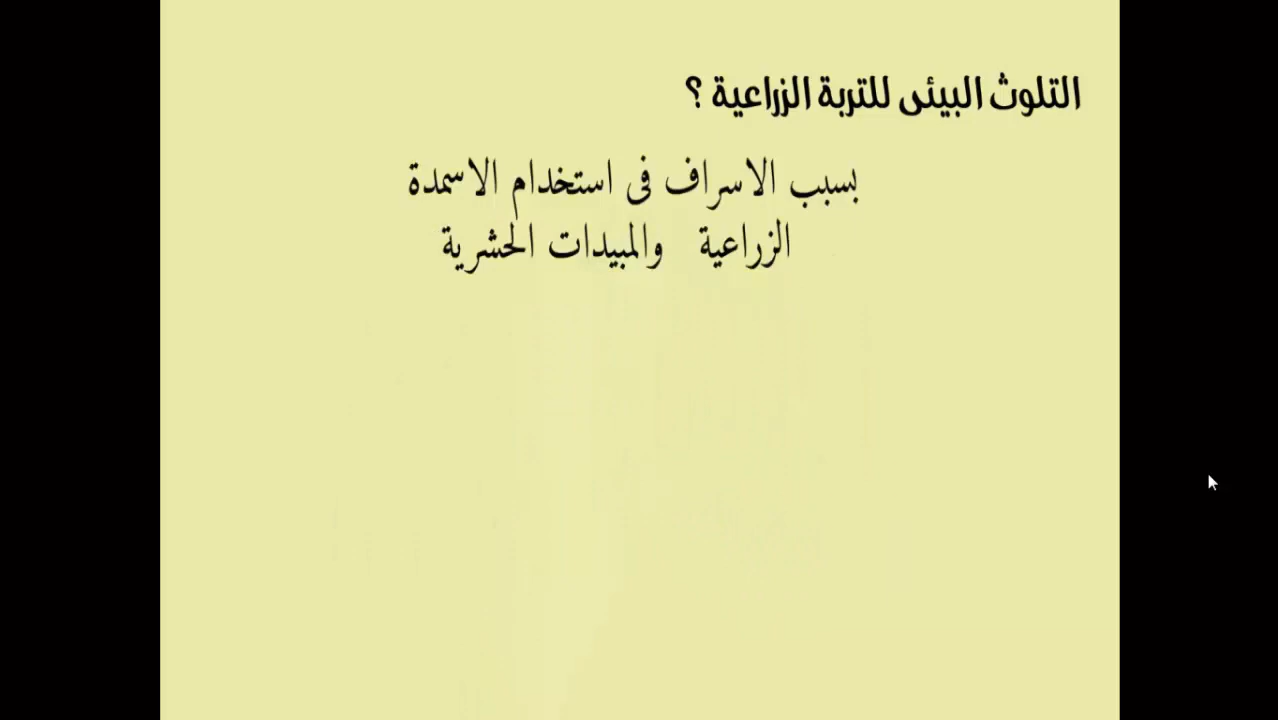 التلوث البيئى للتربة الزراعية ؟
بسبب الاسراف فى استخدام الاسمدة
الزراعية والمبيدات الحشرية